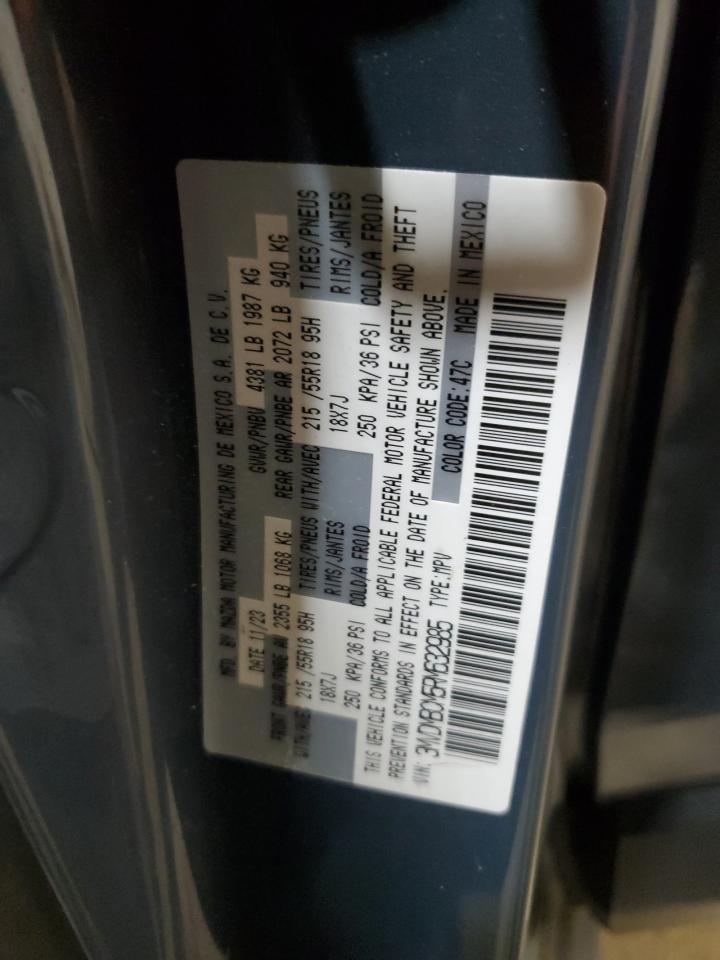 MFD. BY MAZDA MOTOR MANUFACTURING DE MEXICO S.A. DE C.V.
DATE 11/23 GVWR/PNBV 4381 LB 1987 KG
FRONT GAWR/PNBE AV 2355 LB 1068 KG REAR GAWR/PNBE AR 2072 LB 940 KG
WITH/AVEC 215 /55R18 95H TIRES/PNEUS WITH/AVEC 215 /55R18 95H TIRES/PNEUS
18X7J RIMS/JANTES 18X7J RIMS/JANTES
250 KPA/36 PSI COLD/A FROID 250 KPA/36 PSI COLD/A FROID
THIS VEHICLE CONFORMS TO ALL APPLICABLE FEDERAL MOTOR VEHICLE SAFETY AND THEFT
PREVENTION STANDARDS IN EFFECT ON THE DATE OF MANUFACTURE SHOWN ABOVE.
VIN: TYPE:MPV COLOR CODE:47C MADE IN MEXICO